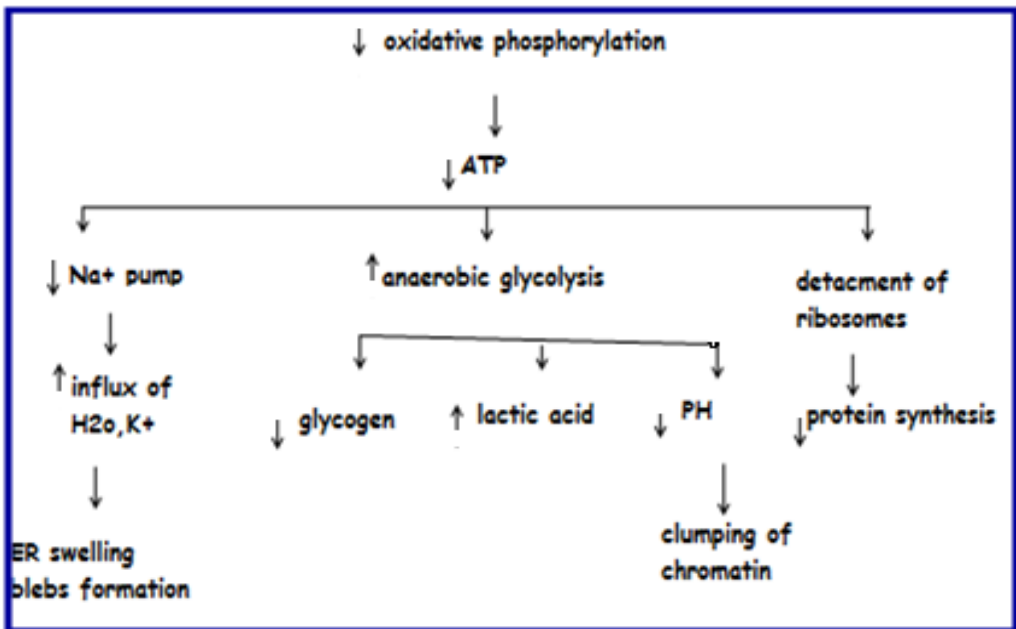 ↓ oxidative phosphorylation
↓ ATP
↓ Na+ pump
↑ anaerobic glycolysis
detacment of
ribosomes
↑ influx of
H2o,K+
↓ glycogen
↑ lactic acid
↓ PH
↓ protein synthesis
ER swelling
blebs formation
clumping of
chromatin